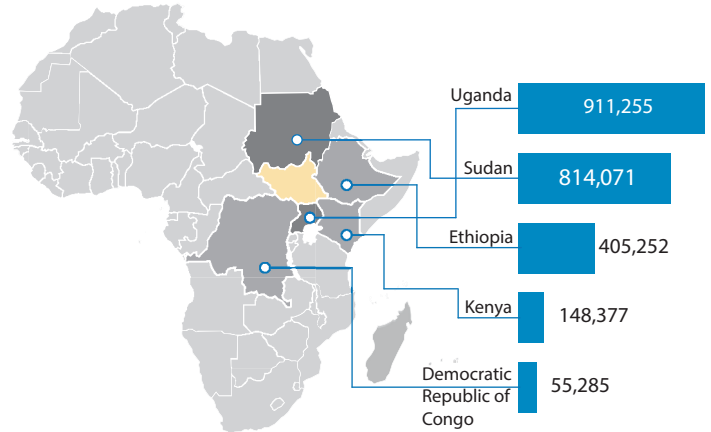 Uganda
911,255
Sudan
814,071
Ethiopia
405,252
Kenya
148,377
Democratic
Republic of
Congo
55,285